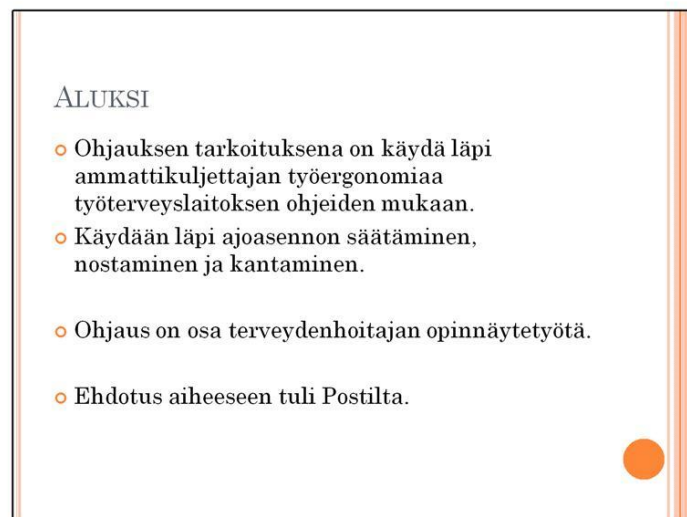 ALUKSI
Ohjauksen tarkoituksena on käydä läpi
ammattikuljettajan työergonomiaa
työterveyslaitoksen ohjeiden mukaan.
Käydään läpi ajoasennon säätäminen,
nostaminen ja kantaminen.
Ohjaus on osa terveydenhoitajan opinnäytetyötä.
Ehdotus aiheeseen tuli Postilta.